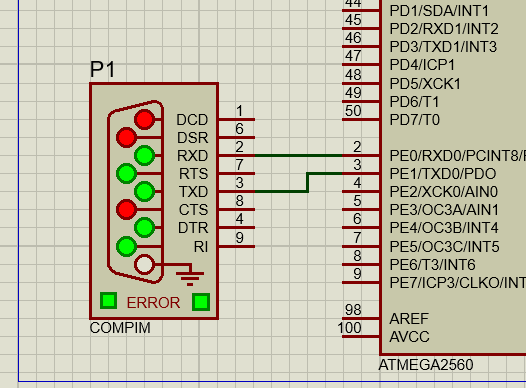 P1
DCD 1
DSR 6
RXD 2
RTS 7
TXD 3
CTS 8
DTR 4
RI 9
ERROR
COMPIM
44 PD1/SDA/INT1
45 PD2/RXD1/INT2
46 PD3/TXD1/INT3
47 PD4/ICP1
48 PD5/XCK1
49 PD6/T1
50 PD7/T0
2 PE0/RXD0/PCINT8/
3 PE1/TXD0/PDO
4 PE2/XCK0/AIN0
5 PE3/OC3A/AIN1
6 PE4/OC3B/INT4
7 PE5/OC3C/INT5
8 PE6/T3/INT6
9 PE7/ICP3/CLKO/INT
98 AREF
100 AVCC
ATMEGA2560